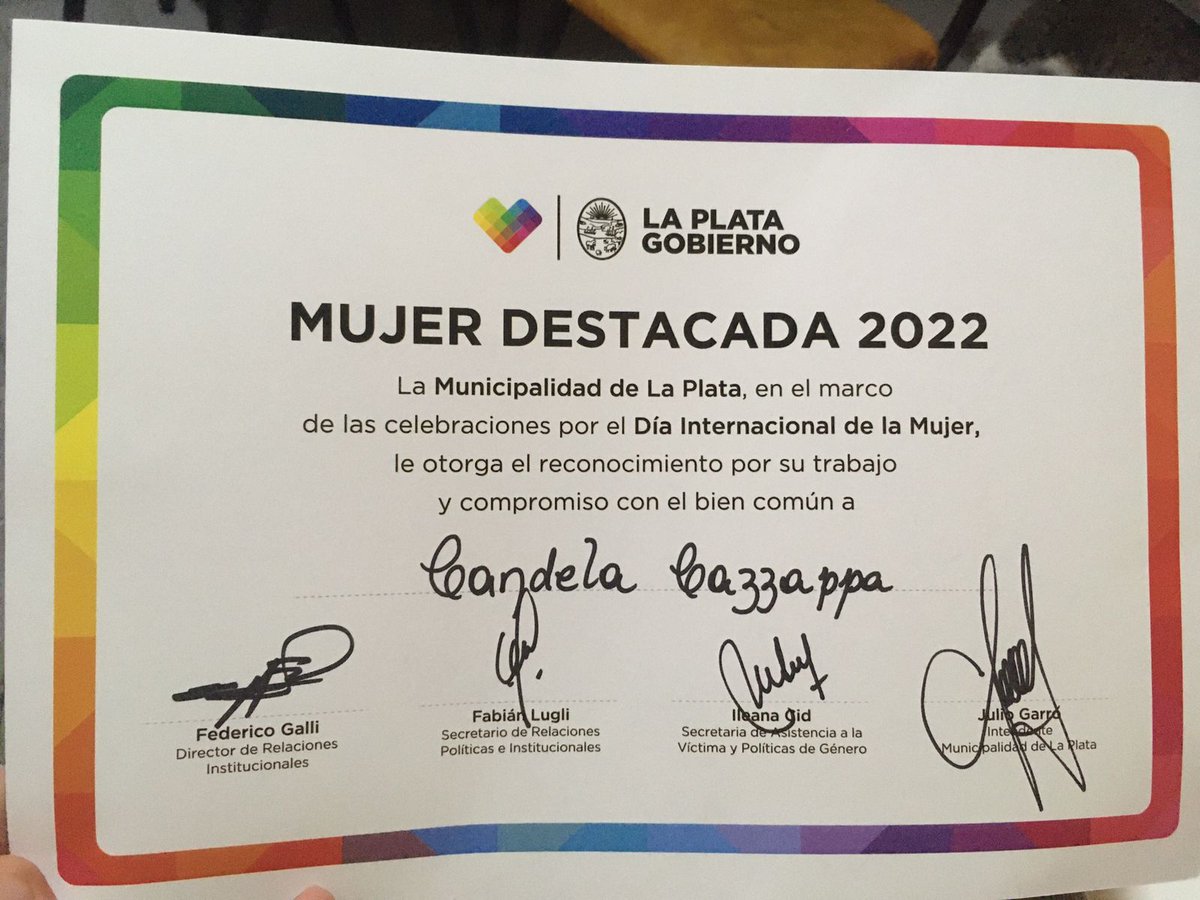 LA PLATA
GOBIERNO
MUJER DESTACADA 2022
La Municipalidad de La Plata, en el marco
de las celebraciones por el Día Internacional de la Mujer,
le otorga el reconocimiento por su trabajo
y compromiso con el bien común a
Candela Cazzappa
Federico Galli
Director de Relaciones
Institucionales
Fabián Lugli
Secretario de Relaciones
Políticas e Institucionales
Ileana Cid
Secretaria de Asistencia a la
Víctima y Políticas de Género
Julio Garro
Intendente
Municipalidad de La Plata